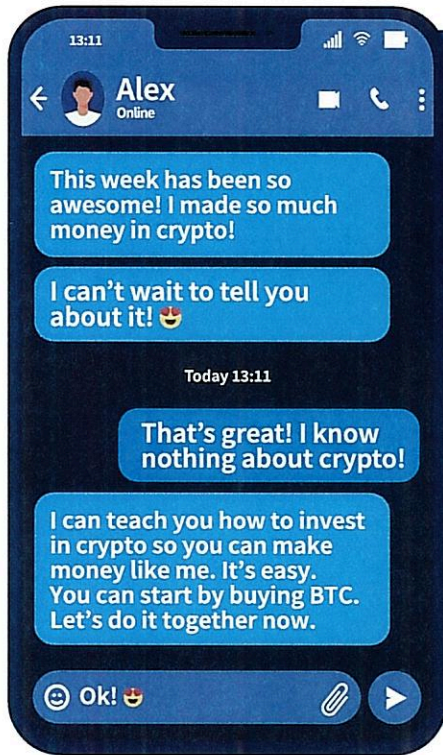 13:11
Alex
Online
This week has been so
awesome! I made so much
money in crypto!
I can't wait to tell you
about it! 😍
Today 13:11
That's great! I know
nothing about crypto!
I can teach you how to invest
in crypto so you can make
money like me. It's easy.
You can start by buying BTC.
Let's do it together now.
Ok! 😍